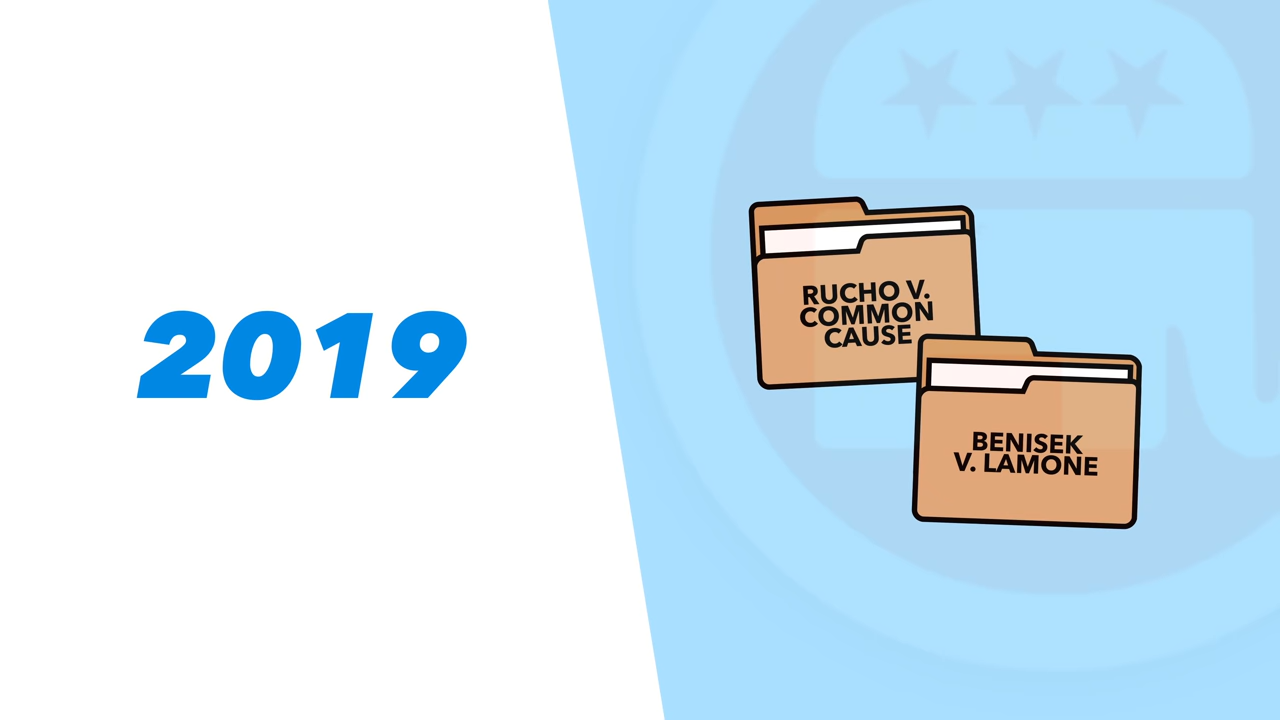 2019
RUCHO V.
COMMON
CAUSE
BENISEK
V. LAMONE